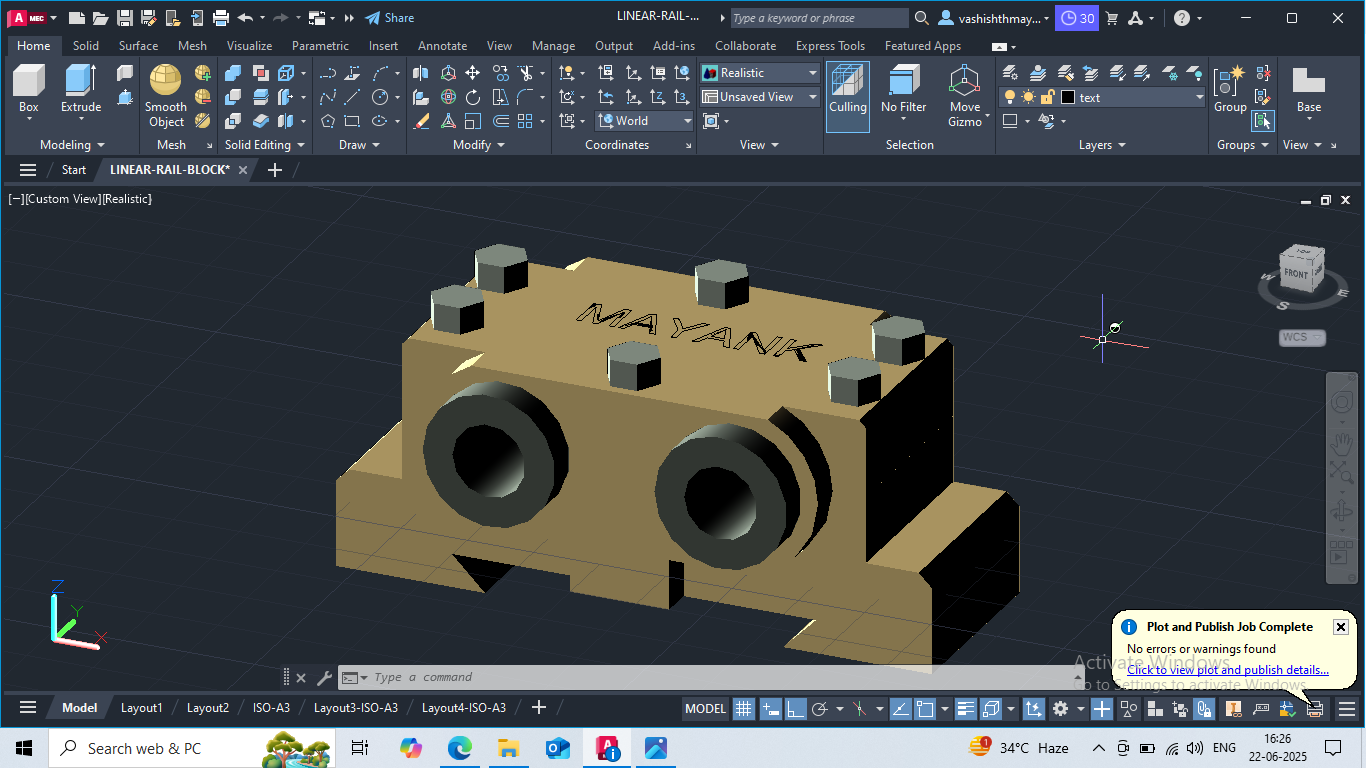 A MEC Share LINEAR-RAIL-... Type a keyword or phrase vashishthmay... 30
Home Solid Surface Mesh Visualize Parametric Insert Annotate View Manage Output Add-ins Collaborate Express Tools Featured Apps
Realistic
Unsaved View
World
text
Box Extrude Smooth Object Culling No Filter Move Gizmo Group Base
Modeling Mesh Solid Editing Draw Modify Coordinates View Selection Layers Groups View
Start LINEAR-RAIL-BLOCK*
[−][Custom View][Realistic]
TOP
FRONT
W
S
E
WCS
MAYANK
Z
Y
X
Plot and Publish Job Complete
No errors or warnings found
Click to view plot and publish details...
Activate Windows
Go to Settings to activate Windows.
Type a command
Model Layout1 Layout2 ISO-A3 Layout3-ISO-A3 Layout4-ISO-A3 MODEL
Search web & PC 1 34°C Haze ENG 16:26
22-06-2025